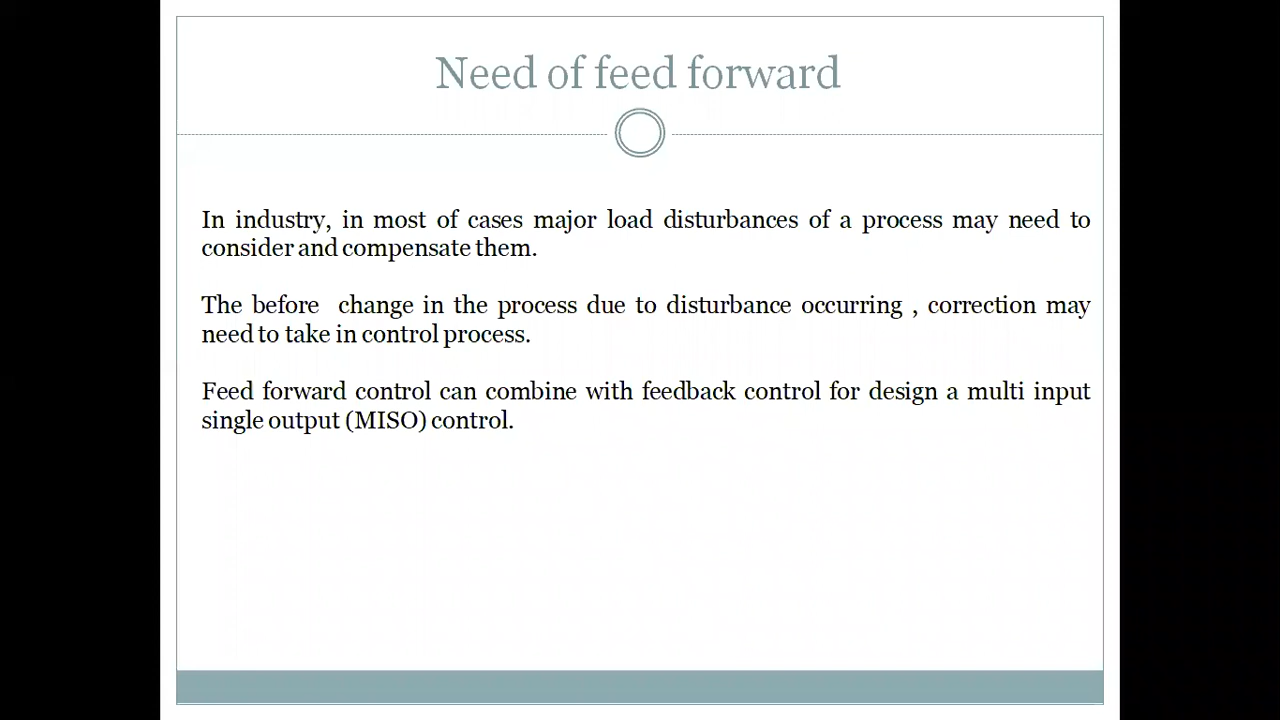 Need of feed forward
In industry, in most of cases major load disturbances of a process may need to
consider and compensate them.
The before change in the process due to disturbance occurring , correction may
need to take in control process.
Feed forward control can combine with feedback control for design a multi input
single output (MISO) control.